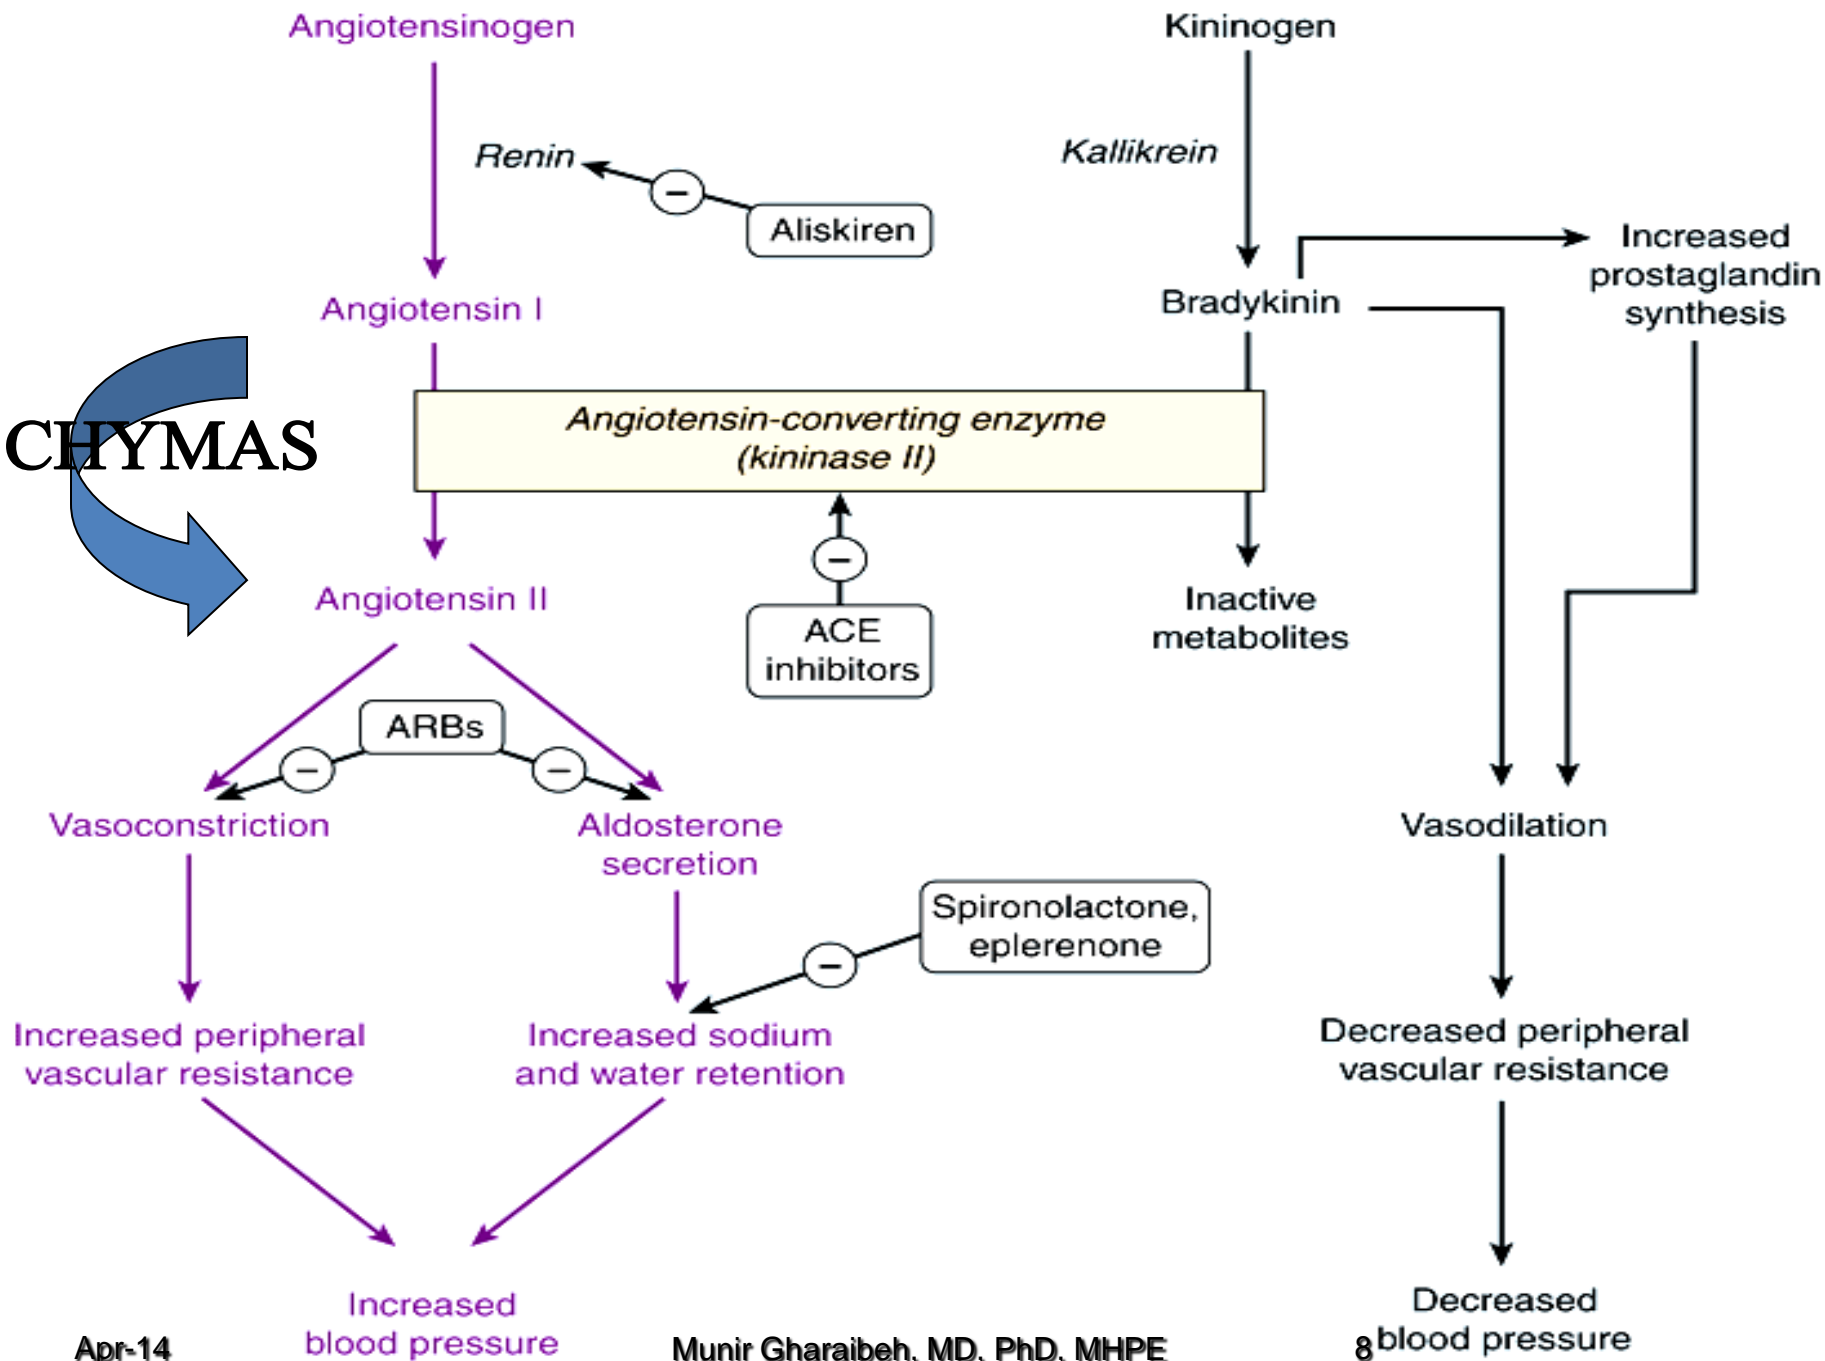 Angiotensinogen
Kininogen
Renin
−
Aliskiren
Kallikrein
Increased
prostaglandin
synthesis
Angiotensin I
Bradykinin
CHYMAS
Angiotensin-converting enzyme
(kininase II)
−
ACE
inhibitors
Angiotensin II
Inactive
metabolites
ARBs
−
−
Vasoconstriction
Aldosterone
secretion
Vasodilation
Spironolactone,
eplerenone
−
Increased peripheral
vascular resistance
Increased sodium
and water retention
Decreased peripheral
vascular resistance
Increased
blood pressure
Decreased
blood pressure
Apr-14
Munir Gharaibeh, MD, PhD, MHPE
8